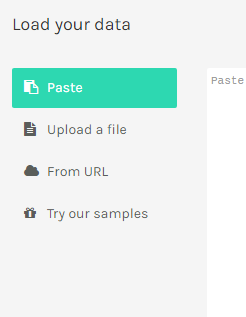 Load your data
Paste
Paste
Upload a file
From URL
Try our samples